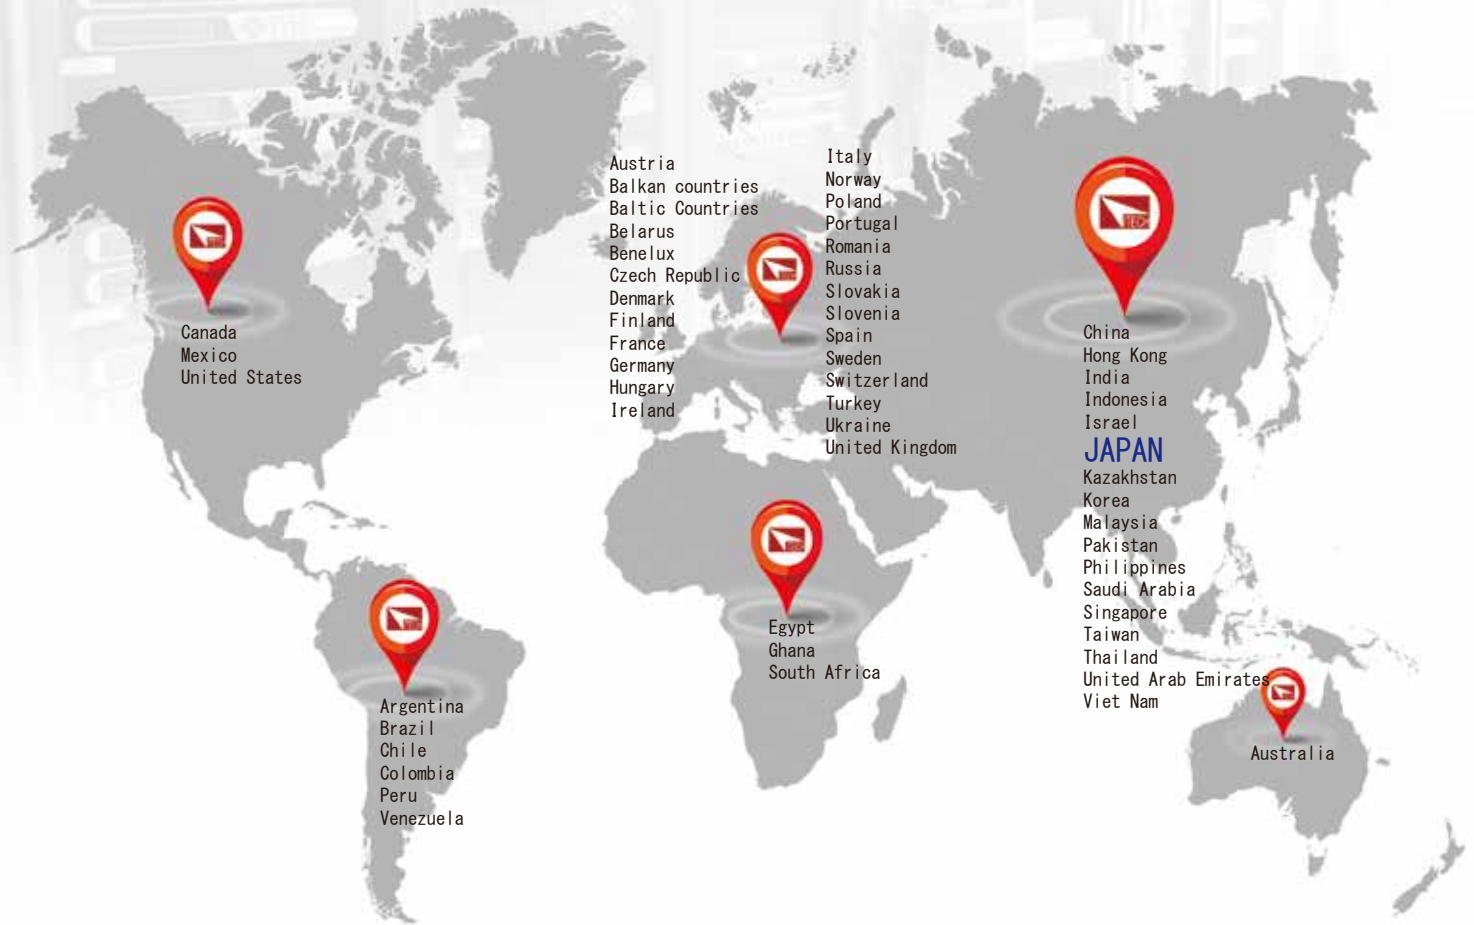 Canada
Mexico
United States
Austria
Balkan countries
Baltic Countries
Belarus
Benelux
Czech Republic
Denmark
Finland
France
Germany
Hungary
Ireland
Italy
Norway
Poland
Portugal
Romania
Russia
Slovakia
Slovenia
Spain
Sweden
Switzerland
Turkey
Ukraine
United Kingdom
China
Hong Kong
India
Indonesia
Israel
JAPAN
Kazakhstan
Korea
Malaysia
Pakistan
Philippines
Saudi Arabia
Singapore
Taiwan
Thailand
United Arab Emirates
Viet Nam
Egypt
Ghana
South Africa
Argentina
Brazil
Chile
Colombia
Peru
Venezuela
Australia